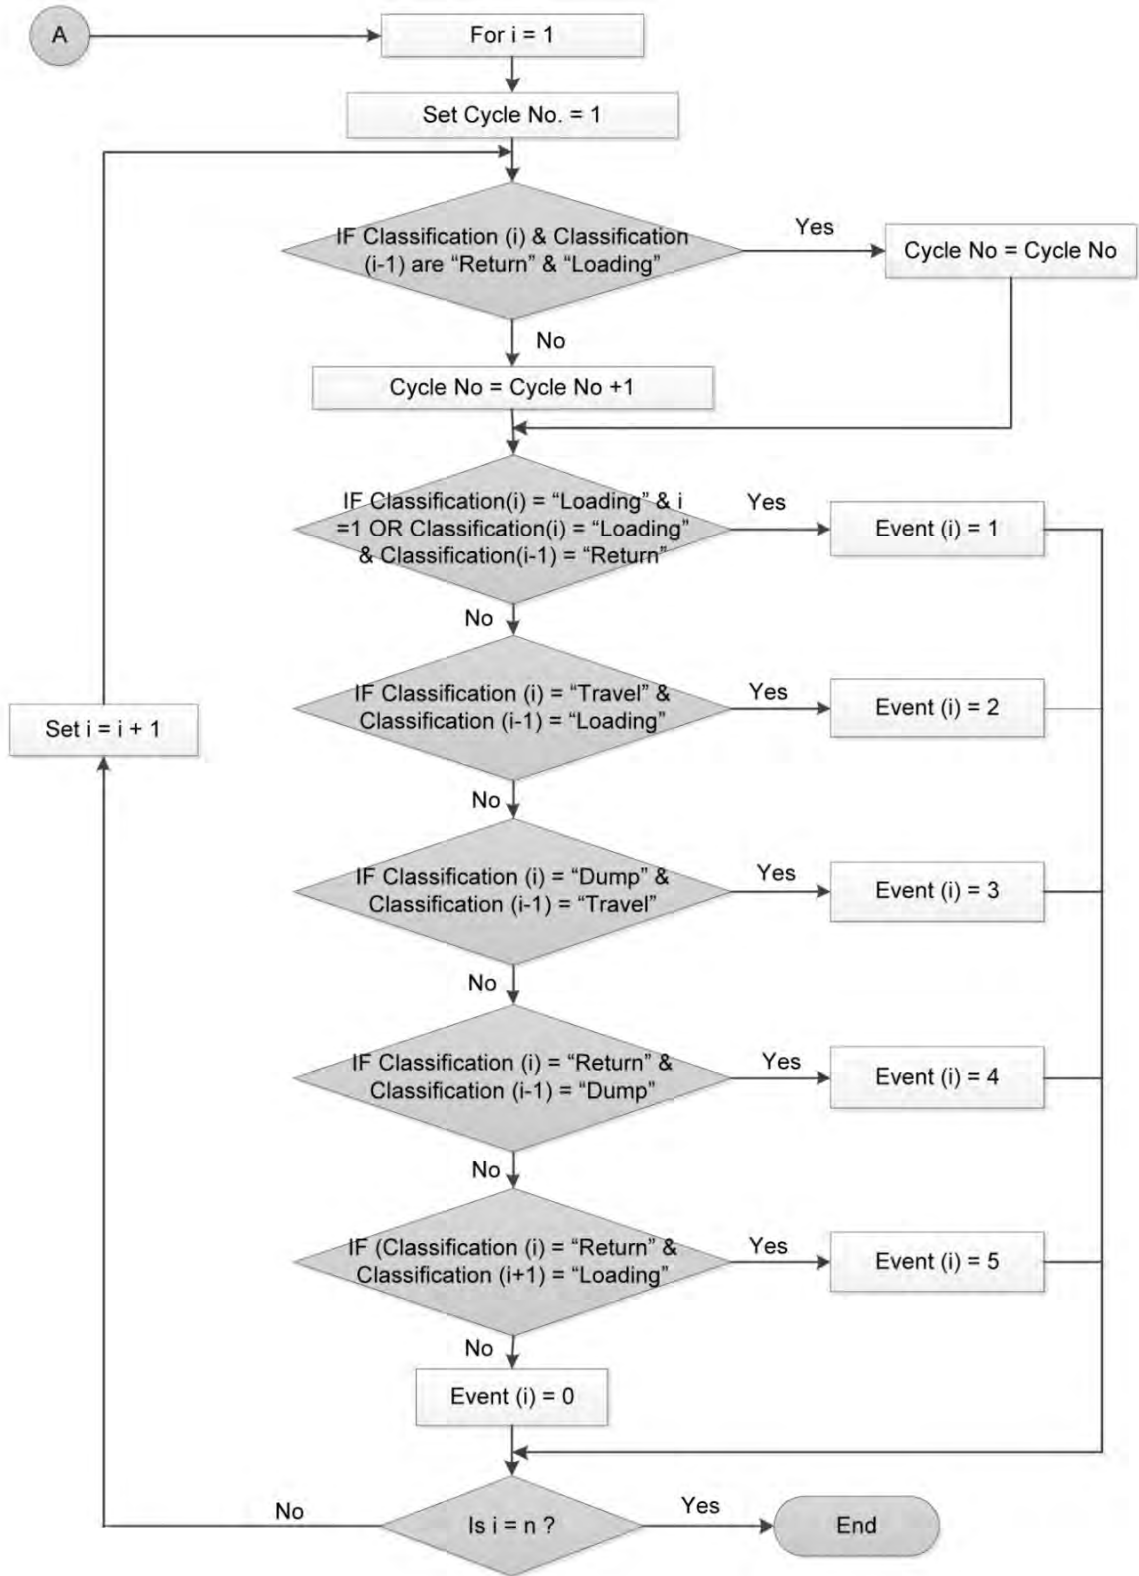 A
For i = 1
Set Cycle No. = 1
IF Classification (i) & Classification
(i-1) are “Return” & “Loading”
Yes
Cycle No = Cycle No
No
Cycle No = Cycle No +1
IF Classification(i) = “Loading” & i
=1 OR Classification(i) = “Loading”
& Classification(i-1) = “Return”
Yes
Event (i) = 1
No
IF Classification (i) = “Travel” &
Classification (i-1) = “Loading”
Yes
Event (i) = 2
Set i = i + 1
No
IF Classification (i) = “Dump” &
Classification (i-1) = “Travel”
Yes
Event (i) = 3
No
IF Classification (i) = “Return” &
Classification (i-1) = “Dump”
Yes
Event (i) = 4
No
IF (Classification (i) = “Return” &
Classification (i+1) = “Loading”
Yes
Event (i) = 5
No
Event (i) = 0
Is i = n ?
No
Yes
End